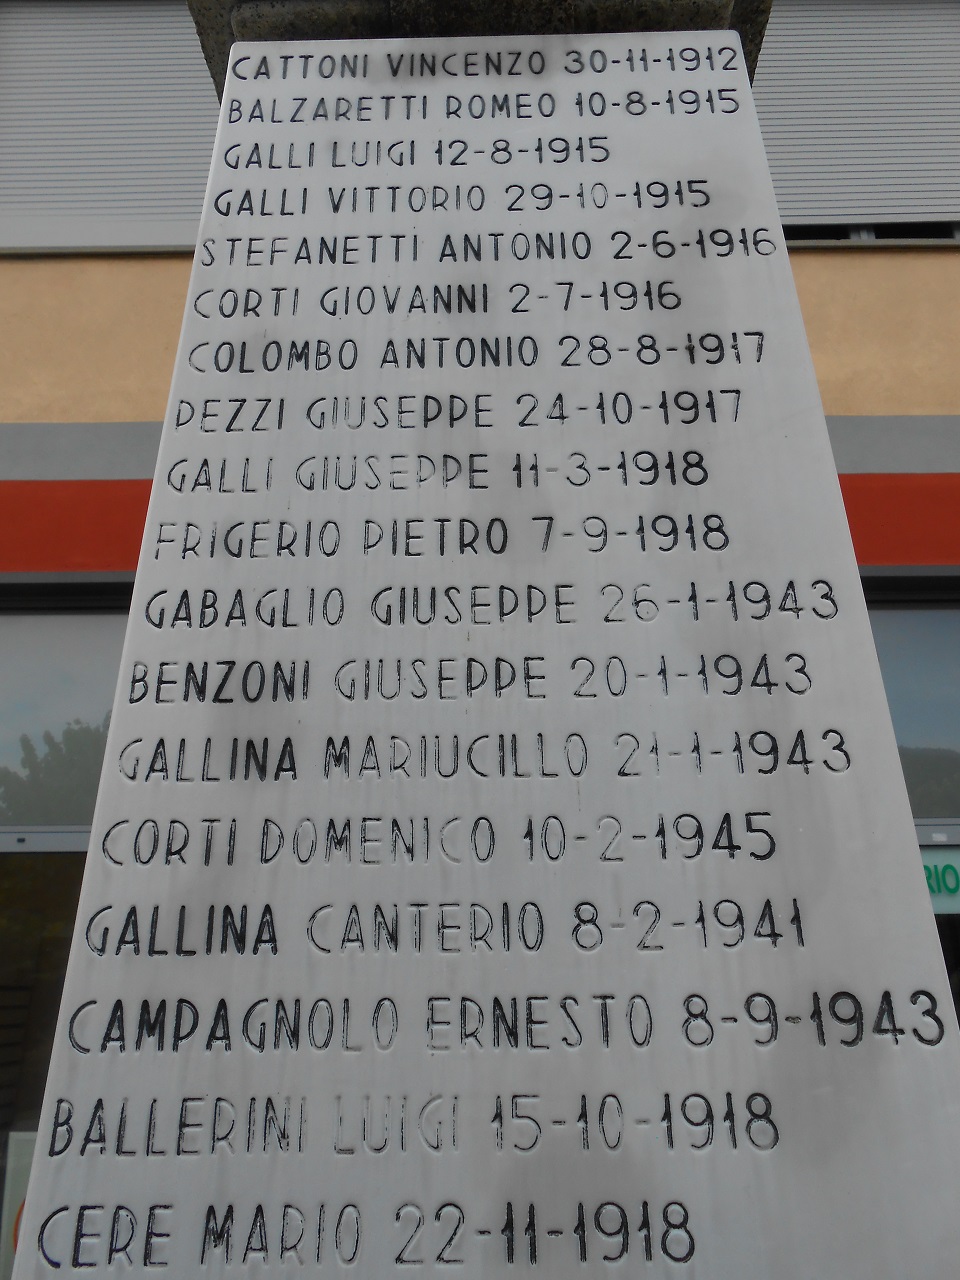 CATTONI VINCENZO 30-11-1912
BALZARETTI ROMEO 10-8-1915
GALLI LUIGI 12-8-1915
GALLI VITTORIO 29-10-1915
STEFANETTI ANTONIO 2-6-1916
CORTI GIOVANNI 2-7-1916
COLOMBO ANTONIO 28-8-1917
PEZZI GIUSEPPE 24-10-1917
GALLI GIUSEPPE 11-3-1918
FRIGERIO PIETRO 7-9-1918
GABAGLIO GIUSEPPE 26-1-1943
BENZONI GIUSEPPE 20-1-1943
GALLINA MARIUCILLO 21-1-1943
CORTI DOMENICO 10-2-1945
RIO
GALLINA CANTERIO 8-2-1941
CAMPAGNOLO ERNESTO 8-9-1943
BALLERINI LUIGI 15-10-1918
CERE MARIO 22-11-1918